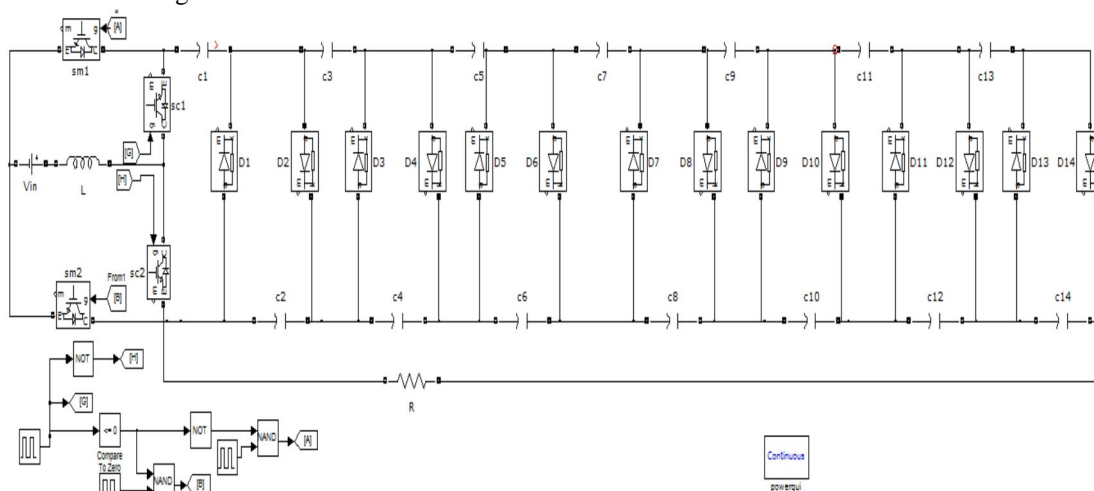 m g [A]
E C
sm1
c1 c3 c5 c7 c9 c11 c13
sc1
[G]
D1 D2 D3 D4 D5 D6 D7 D8 D9 D10 D11 D12 D13 D14
Vin L
[H]
sm2 From1 sc2
m g [B]
E C
c2 c4 c6 c8 c10 c12 c14
NOT [H]
R
[G]
<= 0 NOT NAND [A]
Compare
To Zero
NAND [B]
Continuous
powergui